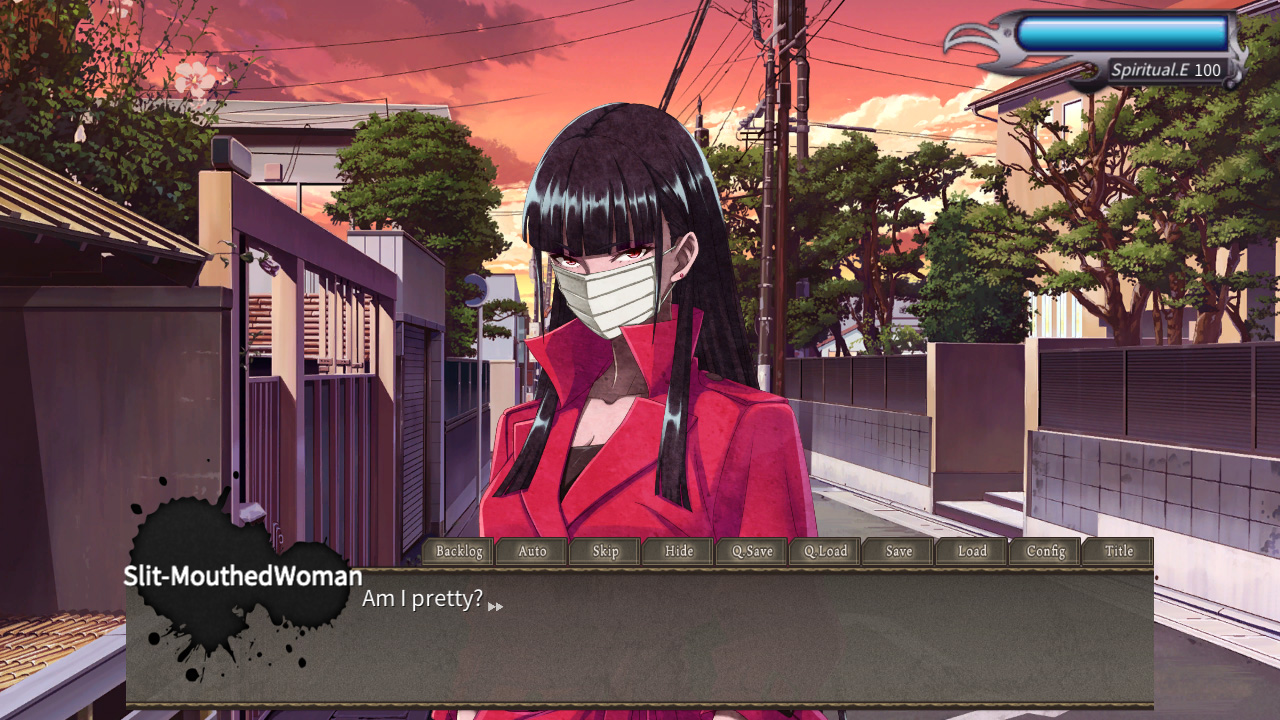 Spiritual.E 100
Backlog Auto Skip Hide Q.Save Q.Load Save Load Config Title
Slit-MouthedWoman
Am I pretty?